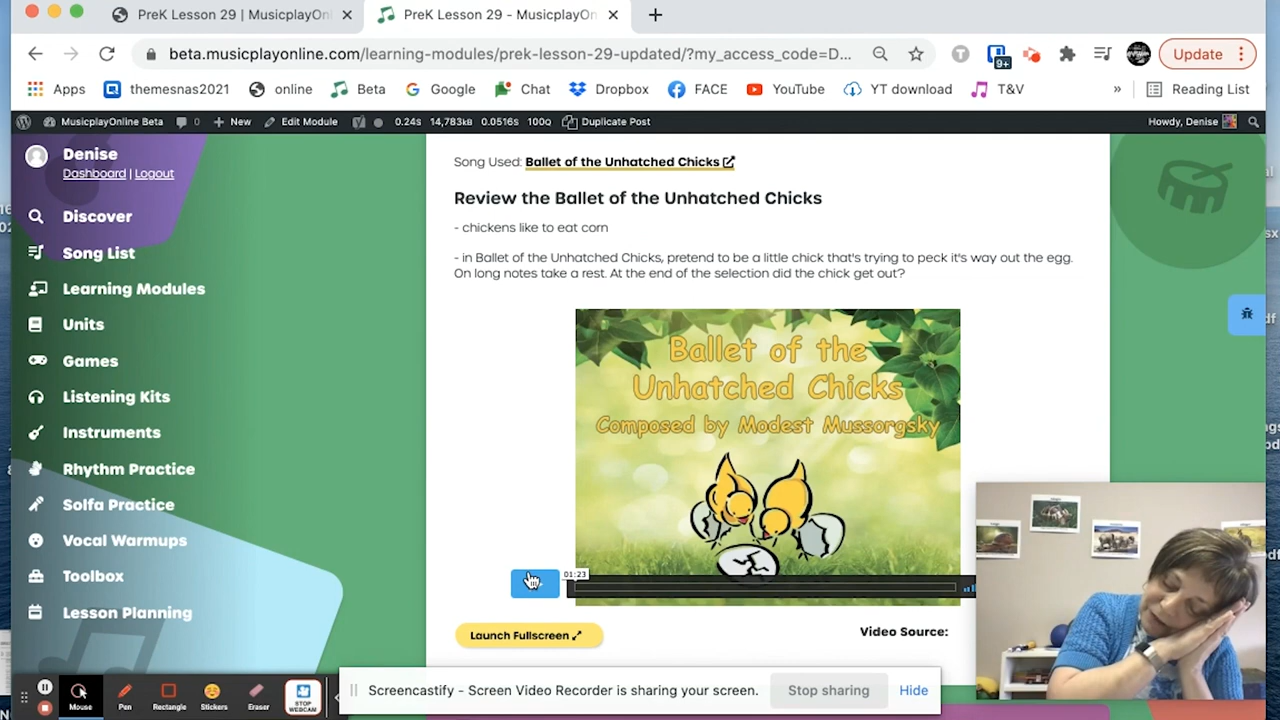 PreK Lesson 29 | MusicplayOnl
PreK Lesson 29 - MusicplayOn
beta.musicplayonline.com/learning-modules/prek-lesson-29-updated/?my_access_code=D...
T
9+
Update
Apps
themesnas2021
online
Beta
Google
Chat
Dropbox
FACE
YouTube
YT download
T&V
»
Reading List
MusicplayOnline Beta
0
New
Edit Module
0.24s 14,783kB 0.0516s 100Q
Duplicate Post
Howdy, Denise
Denise
Dashboard | Logout
Discover
Song List
Learning Modules
Units
Games
Listening Kits
Instruments
Rhythm Practice
Solfa Practice
Vocal Warmups
Toolbox
Lesson Planning
Song Used: Ballet of the Unhatched Chicks
Review the Ballet of the Unhatched Chicks
- chickens like to eat corn
- in Ballet of the Unhatched Chicks, pretend to be a little chick that's trying to peck it's way out the egg.
On long notes take a rest. At the end of the selection did the chick get out?
Ballet of the
Unhatched Chicks
Composed by Modest Mussorgsky
01:23
Launch Fullscreen
Video Source:
Screencastify - Screen Video Recorder is sharing your screen.
Stop sharing
Hide
Mouse
Pen
Rectangle
Stickers
Eraser
STOP
WEBCAM